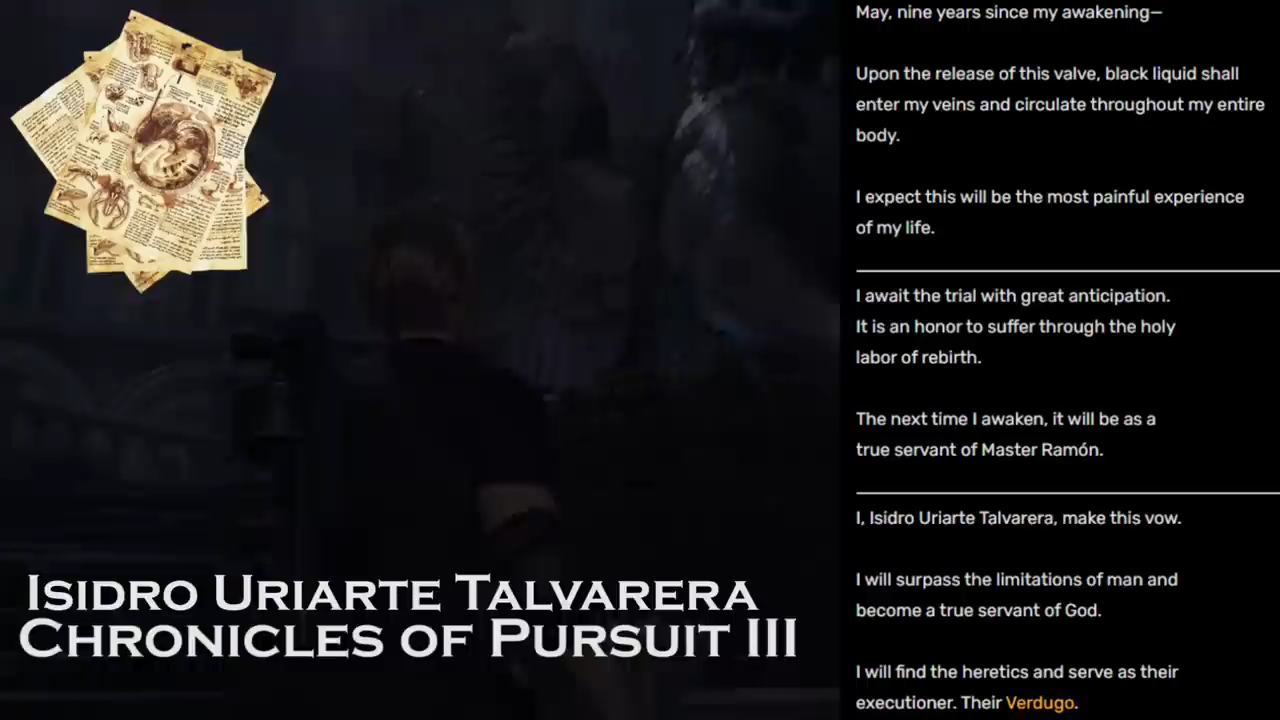 May, nine years since my awakening—
Upon the release of this valve, black liquid shall
enter my veins and circulate throughout my entire
body.
I expect this will be the most painful experience
of my life.
I await the trial with great anticipation.
It is an honor to suffer through the holy
labor of rebirth.
The next time I awaken, it will be as a
true servant of Master Ramón.
I, Isidro Uriarte Talvarera, make this vow.
I will surpass the limitations of man and
become a true servant of God.
I will find the heretics and serve as their
executioner. Their Verdugo.
Isidro Uriarte Talvarera
Chronicles of Pursuit III